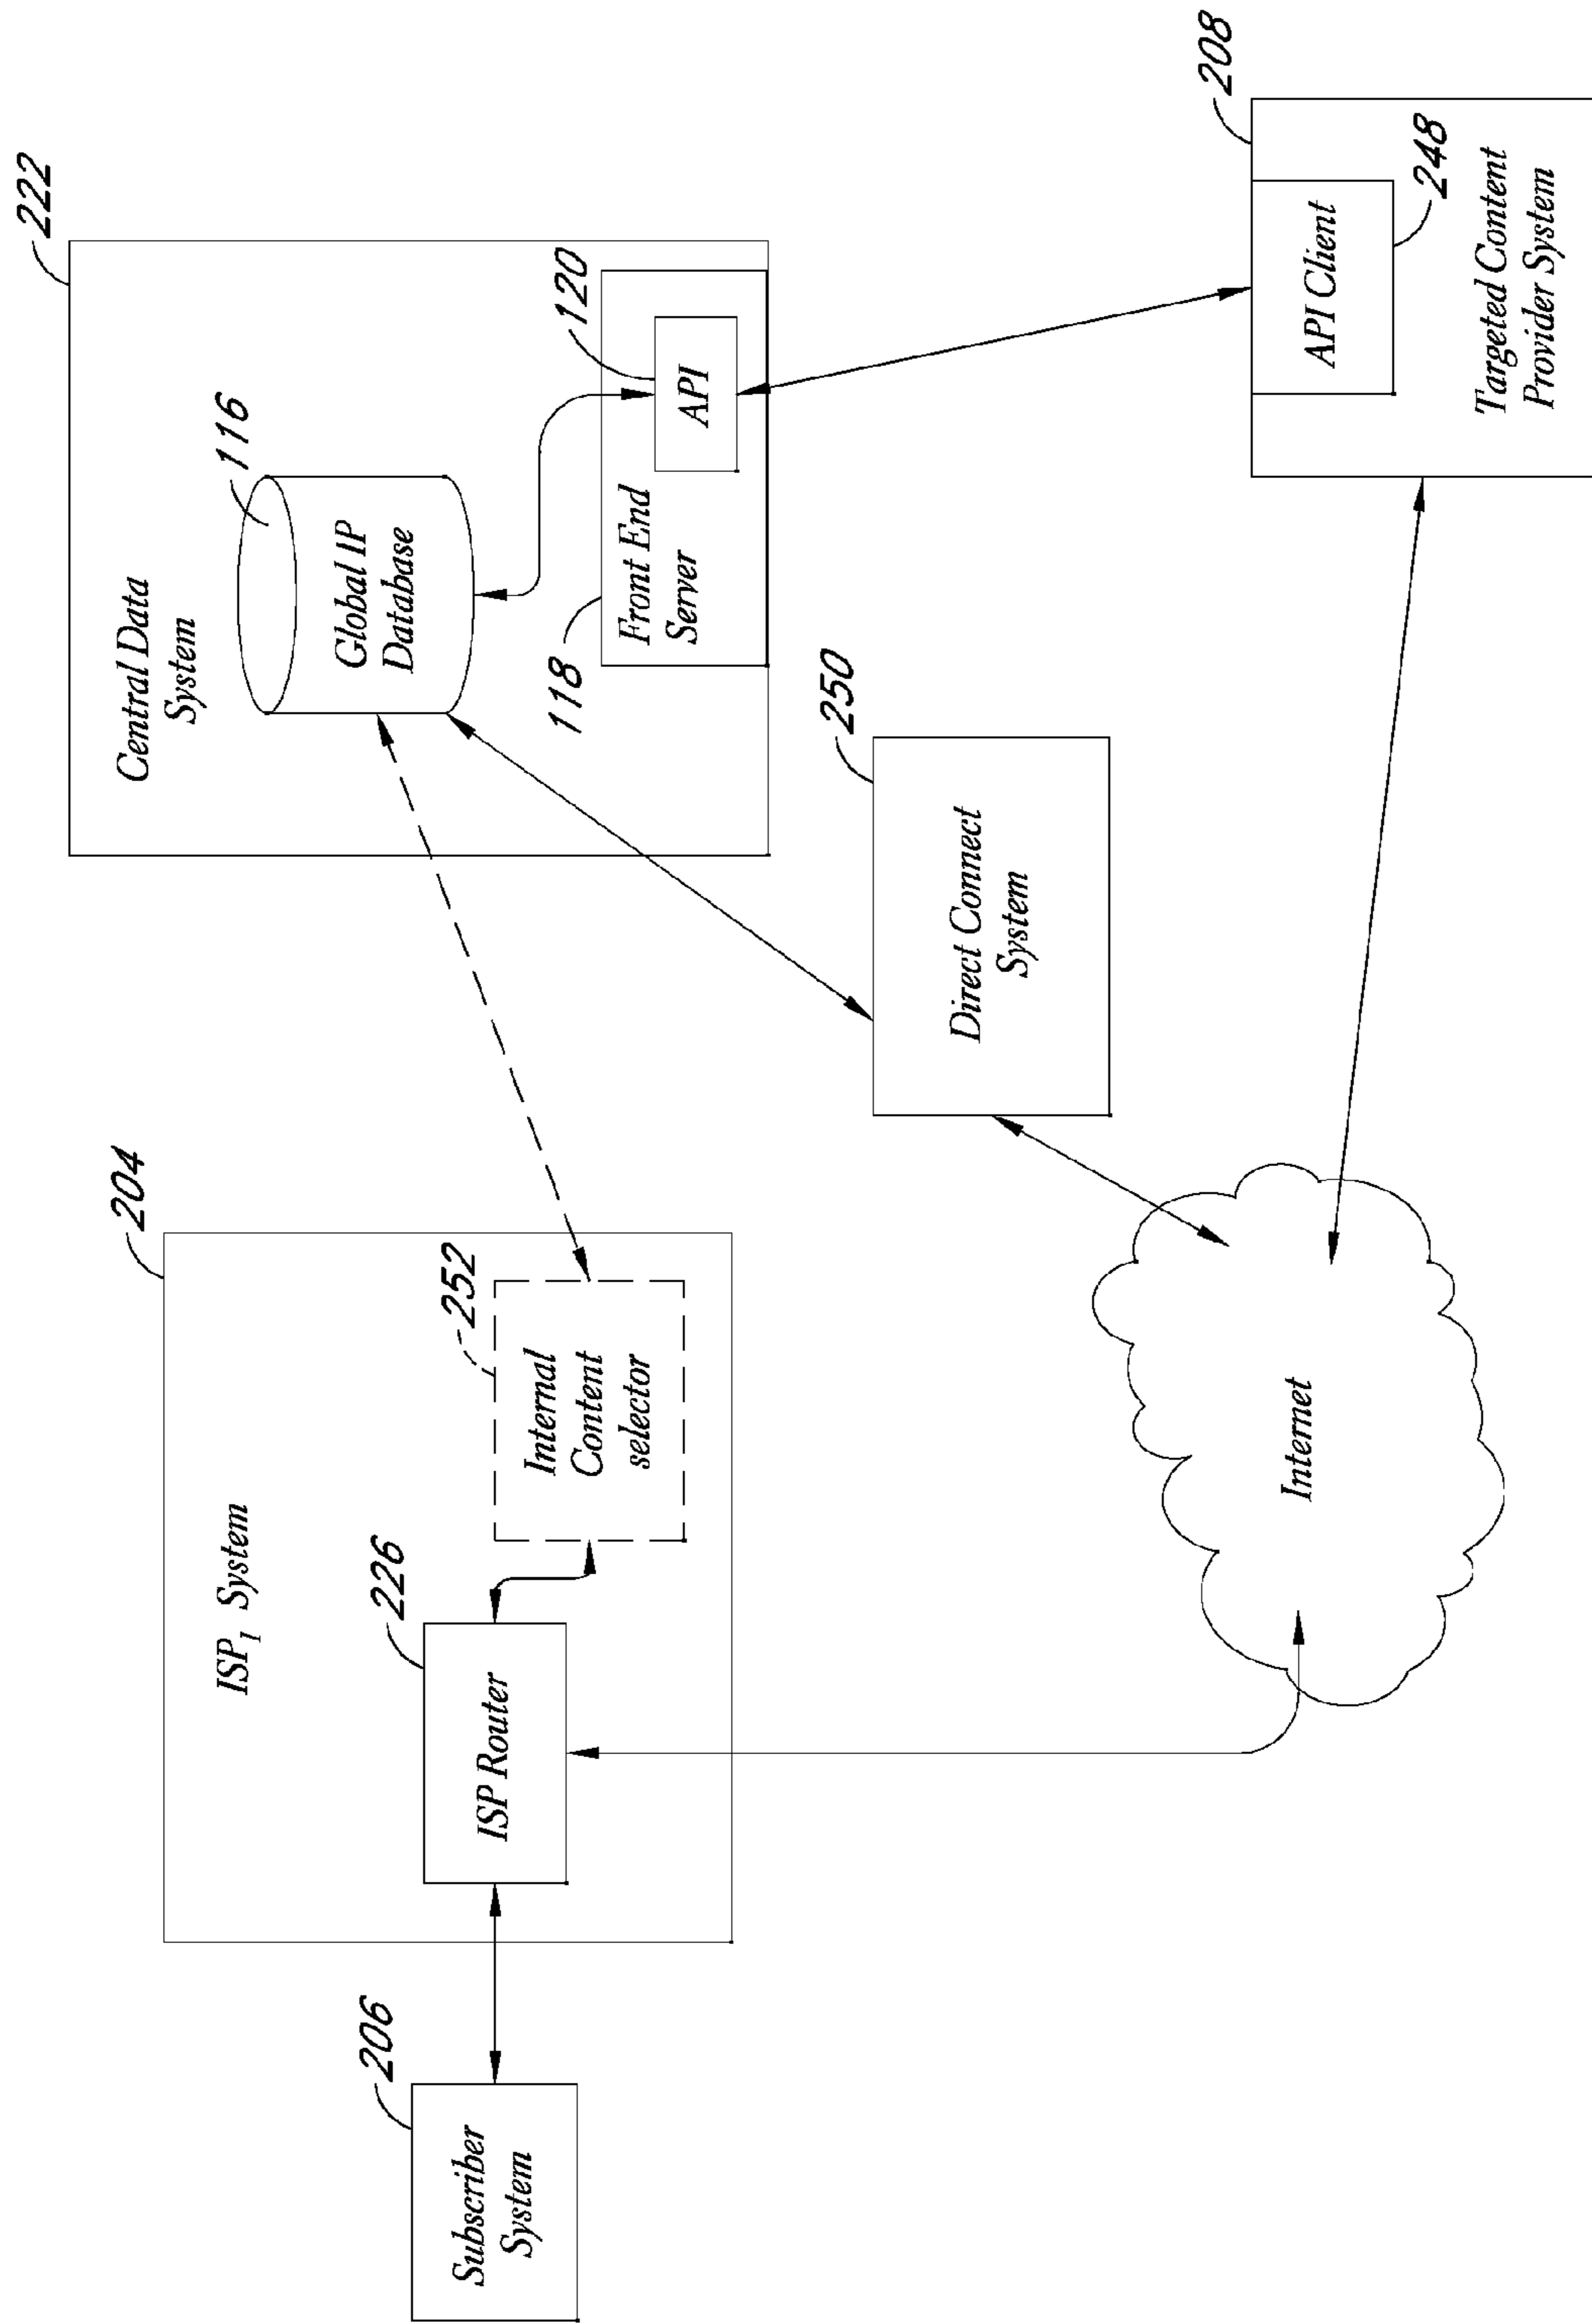 222
Central Data
System
116
Global IP
Database
120
API
Front End
Server
118
204
ISP1 System
252
Internal
Content
selector
226
ISP Router
206
Subscriber
System
250
Direct Connect
System
208
API Client
248
Targeted Content
Provider System
Internet